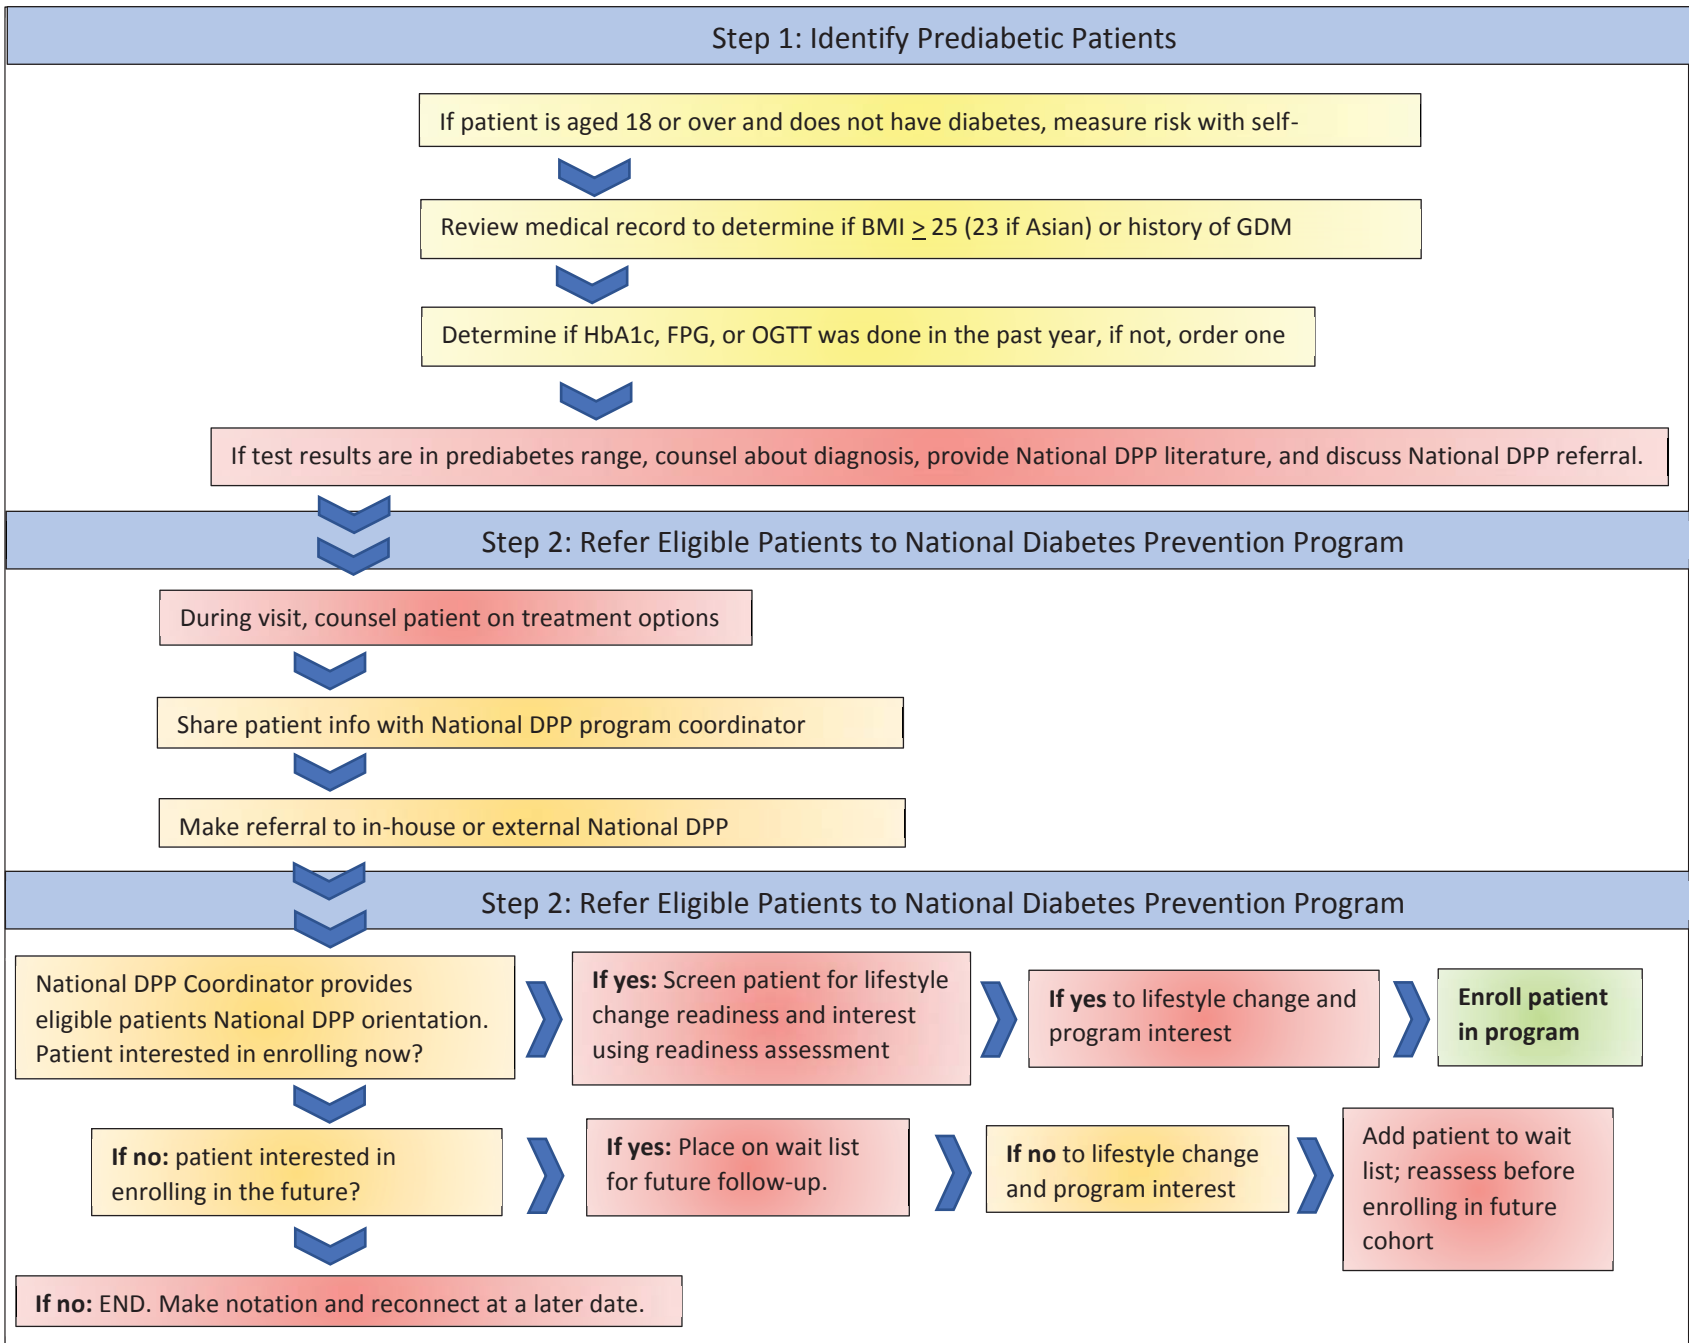 Step 1: Identify Prediabetic Patients
If patient is aged 18 or over and does not have diabetes, measure risk with self-
Review medical record to determine if BMI > 25 (23 if Asian) or history of GDM
Determine if HbA1c, FPG, or OGTT was done in the past year, if not, order one
If test results are in prediabetes range, counsel about diagnosis, provide National DPP literature, and discuss National DPP referral.
Step 2: Refer Eligible Patients to National Diabetes Prevention Program
During visit, counsel patient on treatment options
Share patient info with National DPP program coordinator
Make referral to in-house or external National DPP
Step 2: Refer Eligible Patients to National Diabetes Prevention Program
National DPP Coordinator provides
eligible patients National DPP orientation.
Patient interested in enrolling now?
If yes: Screen patient for lifestyle
change readiness and interest
using readiness assessment
If yes to lifestyle change and
program interest
Enroll patient
in program
If no: patient interested in
enrolling in the future?
If yes: Place on wait list
for future follow-up.
If no to lifestyle change
and program interest
Add patient to wait
list; reassess before
enrolling in future
cohort
If no: END. Make notation and reconnect at a later date.